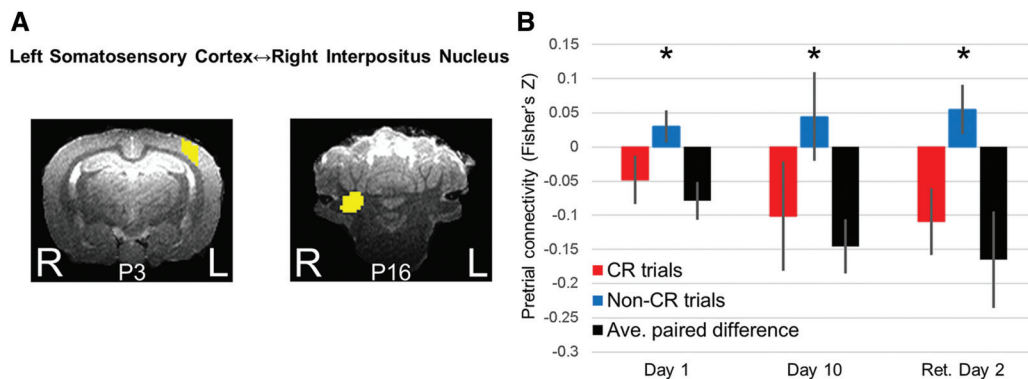 A
Left Somatosensory Cortex↔Right Interpositus Nucleus
R P3 L
R P16 L
B
Pretrial connectivity (Fisher's Z)
0.15
0.1
0.05
0
-0.05
-0.1
-0.15
-0.2
-0.25
-0.3
* * *
CR trials
Non-CR trials
Ave. paired difference
Day 1 Day 10 Ret. Day 2